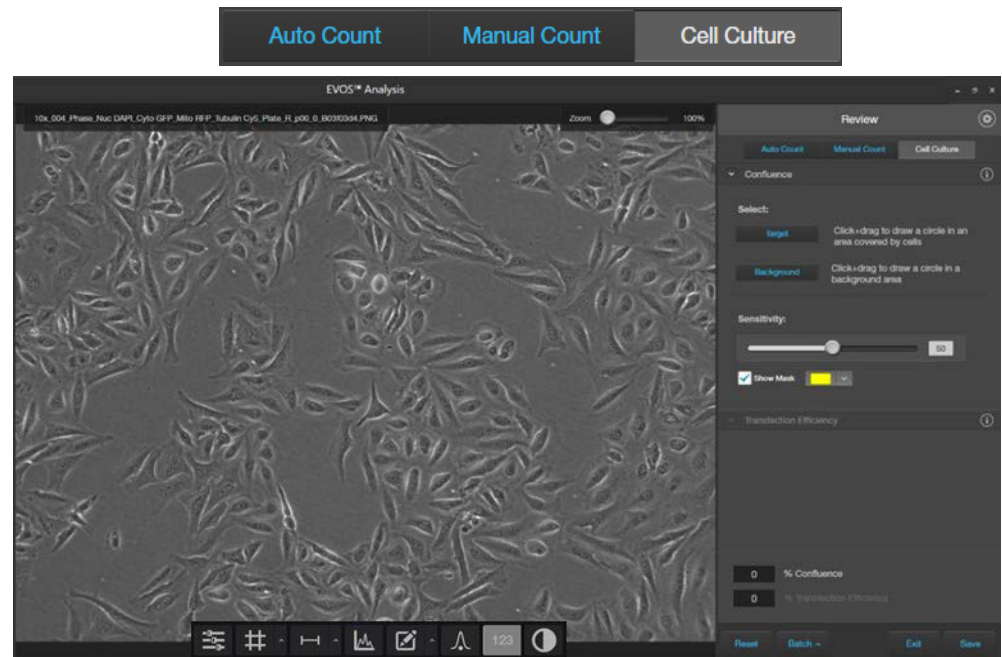 Auto Count Manual Count Cell Culture
EVOS™ Analysis
10x_004_Phase_Nuc DAPI_Cyto GFP_Mito RFP_Tubulin Cy5_Plate_R_p00_0_B03f03d4.PNG
Zoom 100%
Review
Auto Count Manual Count Cell Culture
Confluence
Select:
Target
Click+drag to draw a circle in an
area covered by cells
Background
Click+drag to draw a circle in a
background area
Sensitivity:
50
Show Mask
Transfection Efficiency
0 % Confluence
0 % Transfection Efficiency
123
Reset Batch Exit Save